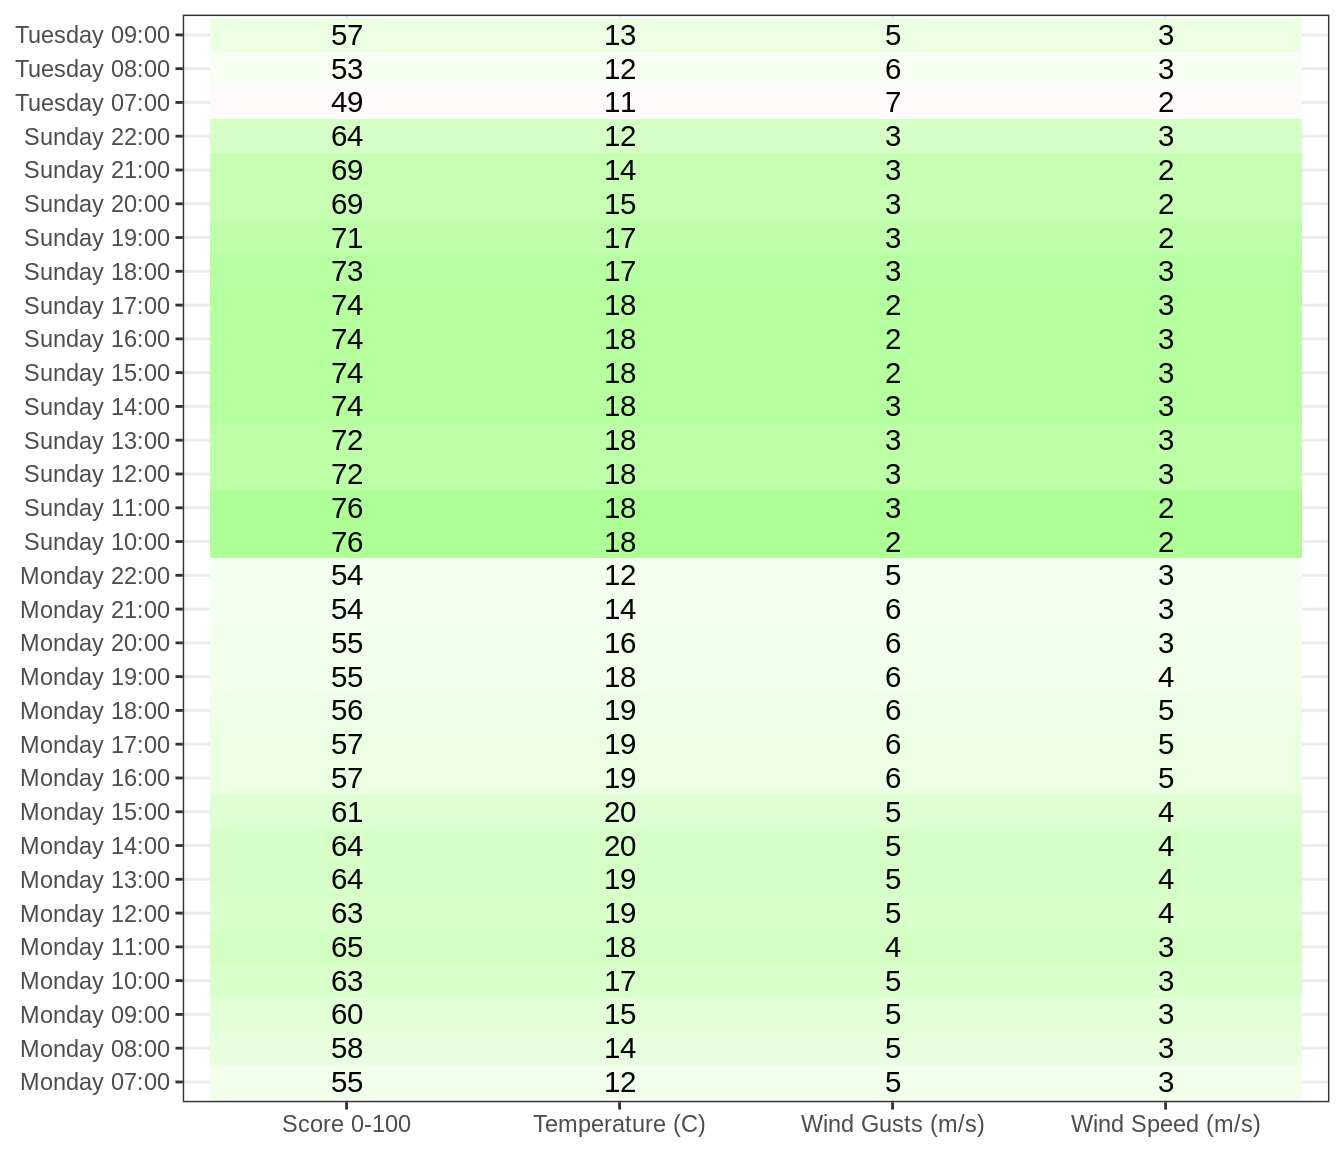 Tuesday 09:00 57 13 5 3
Tuesday 08:00 53 12 6 3
Tuesday 07:00 49 11 7 2
Sunday 22:00 64 12 3 3
Sunday 21:00 69 14 3 2
Sunday 20:00 69 15 3 2
Sunday 19:00 71 17 3 2
Sunday 18:00 73 17 3 3
Sunday 17:00 74 18 2 3
Sunday 16:00 74 18 2 3
Sunday 15:00 74 18 2 3
Sunday 14:00 74 18 3 3
Sunday 13:00 72 18 3 3
Sunday 12:00 72 18 3 3
Sunday 11:00 76 18 3 2
Sunday 10:00 76 18 2 2
Monday 22:00 54 12 5 3
Monday 21:00 54 14 6 3
Monday 20:00 55 16 6 3
Monday 19:00 55 18 6 4
Monday 18:00 56 19 6 5
Monday 17:00 57 19 6 5
Monday 16:00 57 19 6 5
Monday 15:00 61 20 5 4
Monday 14:00 64 20 5 4
Monday 13:00 64 19 5 4
Monday 12:00 63 19 5 4
Monday 11:00 65 18 4 3
Monday 10:00 63 17 5 3
Monday 09:00 60 15 5 3
Monday 08:00 58 14 5 3
Monday 07:00 55 12 5 3
Score 0-100 Temperature (C) Wind Gusts (m/s) Wind Speed (m/s)